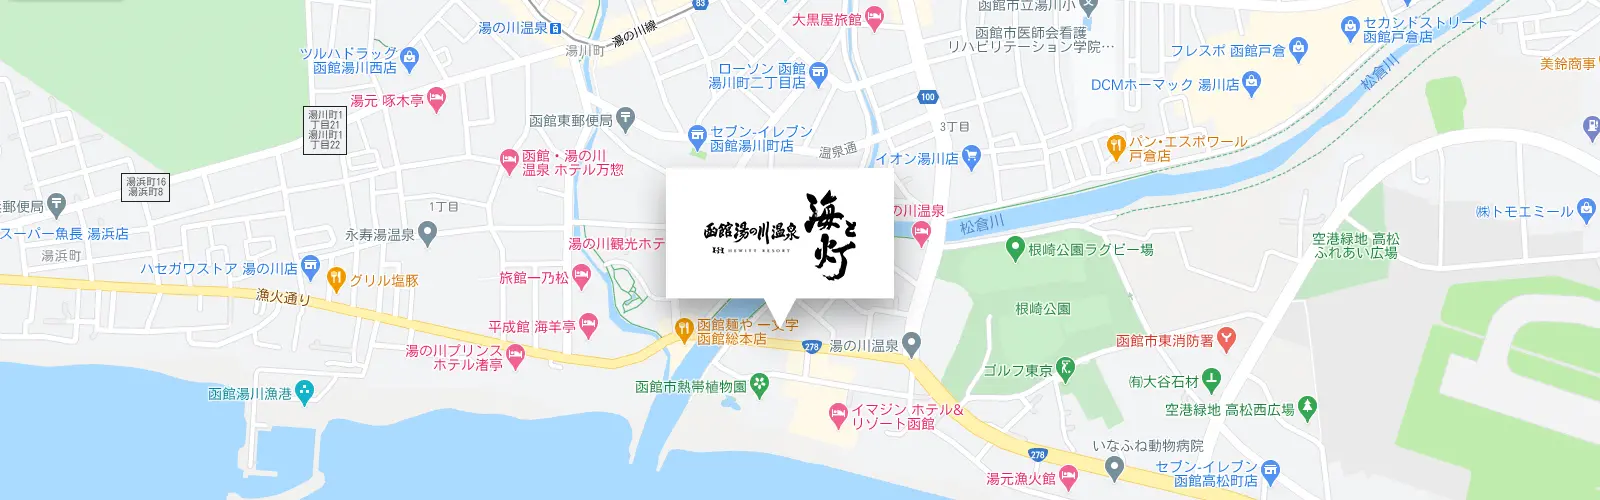 湯の川温泉
湯川町
湯の川線
83
大黒屋旅館
函館市立湯川小
函館市医師会看護
リハビリテーション学院…
セカンドストリート
函館戸倉店
フレスポ 函館戸倉
DCMホーマック 湯川店
松倉川
美鈴商事
ツルハドラッグ
函館湯川西店
湯元 啄木亭
ローソン 函館
湯川町二丁目店
100
湯川町1
丁目21
湯川町1
丁目22
函館東郵便局
セブン-イレブン
函館湯川町店
3丁目
温泉通
イオン湯川店
パン・エスポワール
戸倉店
函館・湯の川
温泉 ホテル万惣
湯浜町16
湯浜町8
郵便局
スーパー魚長 湯浜店
湯浜町
1丁目
永寿湯温泉
湯の川観光ホテ
函館湯の川温泉
海と灯
HEWITT RESORT
の川温泉
松倉川
根崎公園ラグビー場
空港緑地 高松
ふれあい広場
㈱トモエミール
ハセガワストア 湯の川店
グリル塩豚
漁火通り
旅館一乃松
根崎公園
平成館 海羊亭
函館麺や 一文字
函館総本店
278
湯の川温泉
函館市東消防署
湯の川プリンス
ホテル渚亭
函館市熱帯植物園
ゴルフ東京
㈲大谷石材
函館湯川漁港
イマジン ホテル&
リゾート函館
空港緑地 高松西広場
278
いなふね動物病院
湯元漁火館
セブン-イレブン
函館高松町店